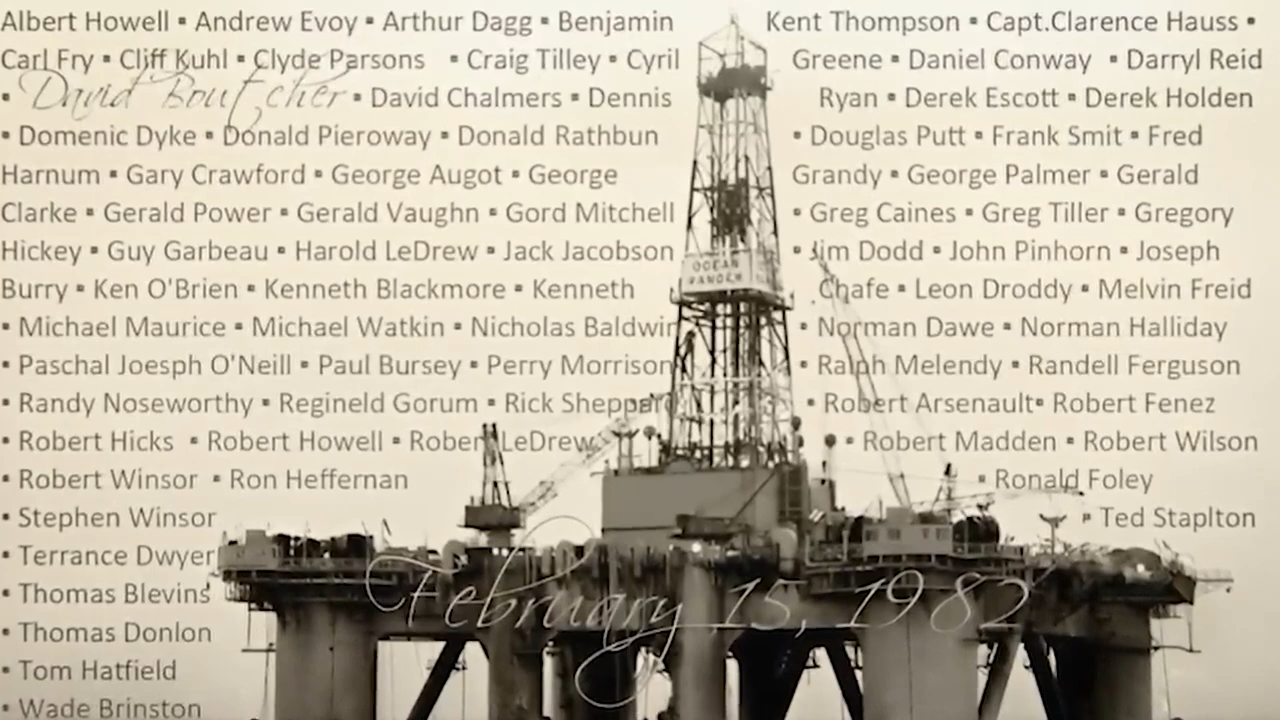 Albert Howell ▪ Andrew Evoy ▪ Arthur Dagg ▪ Benjamin Kent Thompson ▪ Capt.Clarence Hauss ▪
Carl Fry ▪ Cliff Kuhl ▪ Clyde Parsons ▪ Craig Tilley ▪ Cyril Greene ▪ Daniel Conway ▪ Darryl Reid
▪ David Boutcher ▪ David Chalmers ▪ Dennis Ryan ▪ Derek Escott ▪ Derek Holden
▪ Domenic Dyke ▪ Donald Pieroway ▪ Donald Rathbun ▪ Douglas Putt ▪ Frank Smit ▪ Fred
Harnum ▪ Gary Crawford ▪ George Augot ▪ George Grandy ▪ George Palmer ▪ Gerald
Clarke ▪ Gerald Power ▪ Gerald Vaughn ▪ Gord Mitchell ▪ Greg Caines ▪ Greg Tiller ▪ Gregory
Hickey ▪ Guy Garbeau ▪ Harold LeDrew ▪ Jack Jacobson ▪ Jim Dodd ▪ John Pinhorn ▪ Joseph
OCEAN
RANGER
Burry ▪ Ken O'Brien ▪ Kenneth Blackmore ▪ Kenneth Chafe ▪ Leon Droddy ▪ Melvin Freid
▪ Michael Maurice ▪ Michael Watkin ▪ Nicholas Baldwin ▪ Norman Dawe ▪ Norman Halliday
▪ Paschal Joesph O'Neill ▪ Paul Bursey ▪ Perry Morrison ▪ Ralph Melendy ▪ Randell Ferguson
▪ Randy Noseworthy ▪ Regineld Gorum ▪ Rick Sheppard ▪ Robert Arsenault▪ Robert Fenez
▪ Robert Hicks ▪ Robert Howell ▪ Robert LeDrew ▪ Robert Madden ▪ Robert Wilson
▪ Robert Winsor ▪ Ron Heffernan ▪ Ronald Foley
▪ Stephen Winsor ▪ Ted Staplton
▪ Terrance Dwyer
▪ Thomas Blevins
February 15, 1982
▪ Thomas Donlon
▪ Tom Hatfield
▪ Wade Brinston